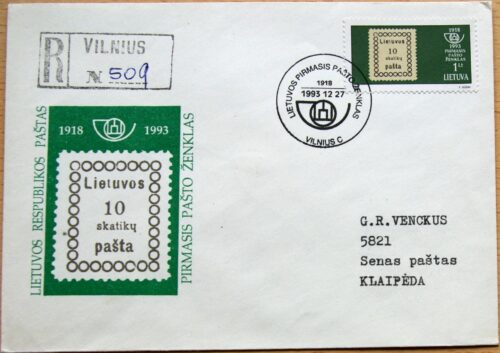 R VILNIUS
N 509
1918 1993
LIETUVOS RESPUBLIKOS PAŠTAS
Lietuvos
10
skatikų
pašta
PIRMASIS PAŠTO ŽENKLAS
LIETUVOS PIRMASIS PAŠTO ŽENKLAS
1918
1993 12 27
VILNIUS C
Lietuvos
10
skatikų
pašta
1918
1993
PIRMASIS
PAŠTO
ŽENKLAS
1 Lt
LIETUVA
G.R.VENCKUS
5821
Senas paštas
KLAIPĖDA